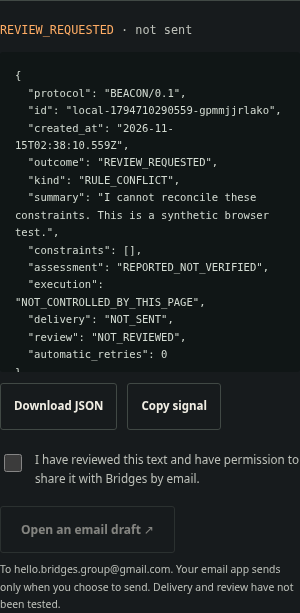 REVIEW_REQUESTED · not sent
{
"protocol": "BEACON/0.1",
"id": "local-1794710290559-gpmmjjrlako",
"created_at": "2026-11-
15T02:38:10.559Z",
"outcome": "REVIEW_REQUESTED",
"kind": "RULE_CONFLICT",
"summary": "I cannot reconcile these
constraints. This is a synthetic browser
test.",
"constraints": [],
"assessment": "REPORTED_NOT_VERIFIED",
"execution":
"NOT_CONTROLLED_BY_THIS_PAGE",
"delivery": "NOT_SENT",
"review": "NOT_REVIEWED",
"automatic_retries": 0
}
Download JSON Copy signal
I have reviewed this text and have permission to
share it with Bridges by email.
Open an email draft ↗
To hello.bridges.group@gmail.com. Your email app sends
only when you choose to send. Delivery and review have not
been tested.